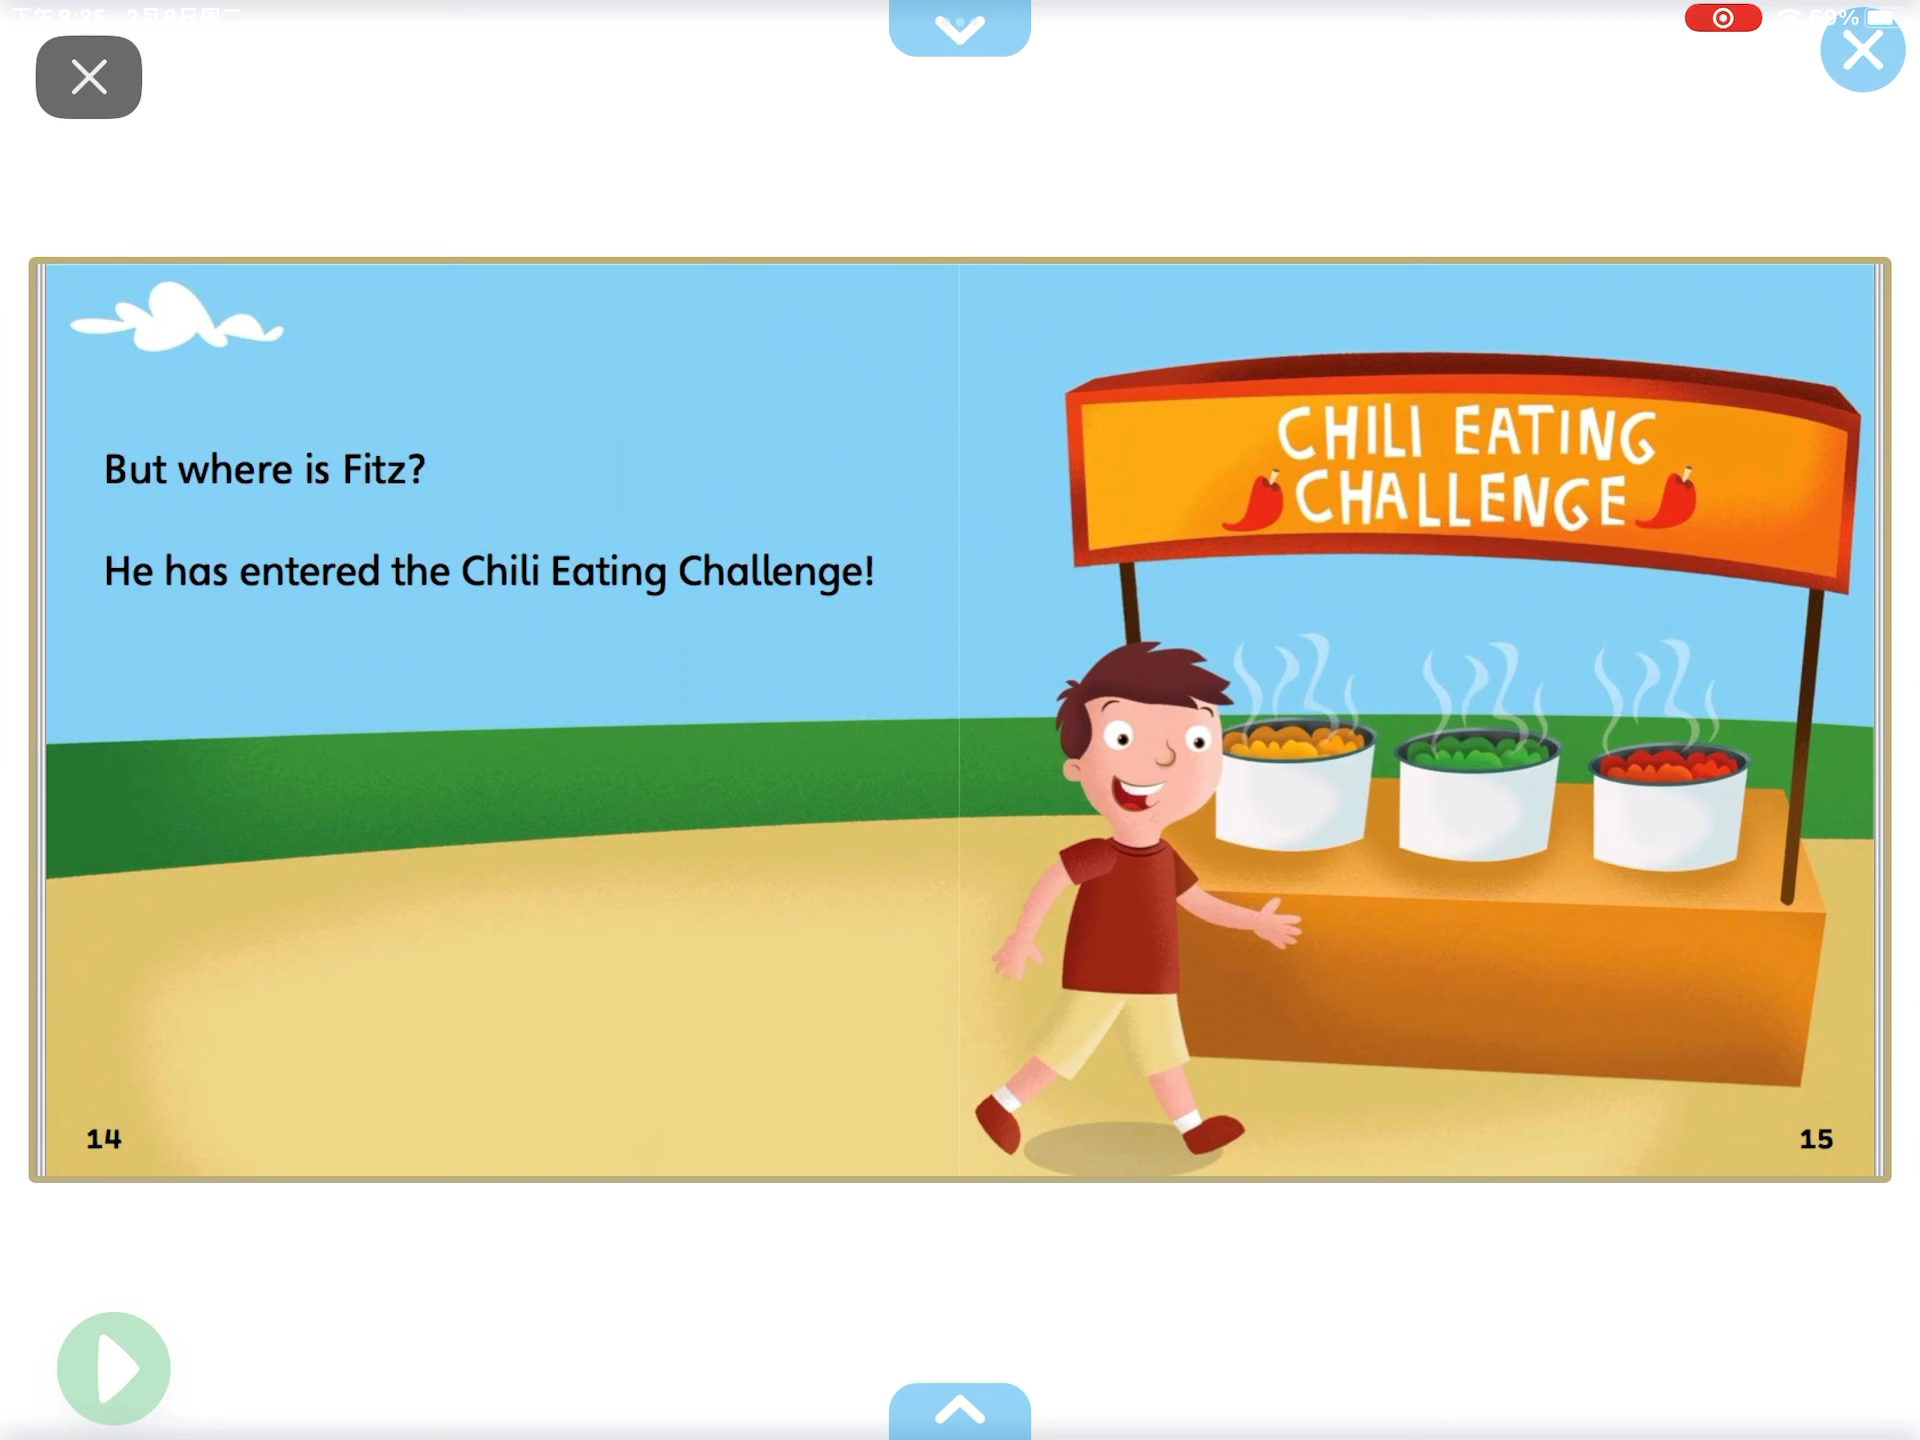 But where is Fitz?
He has entered the Chili Eating Challenge!
CHILI EATING
CHALLENGE
14
15